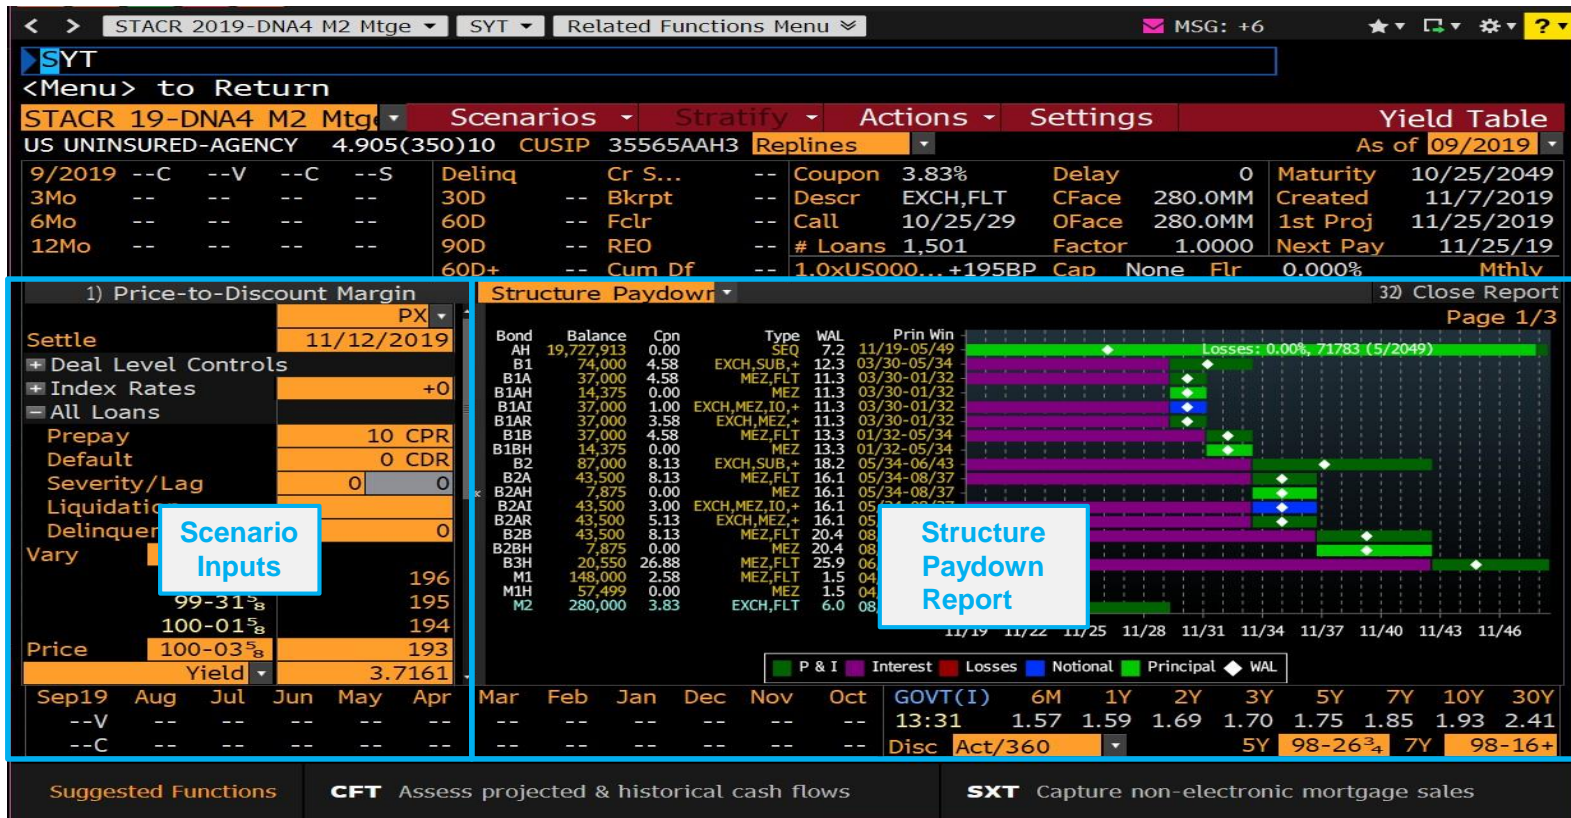 < > STACR 2019-DNA4 M2 Mtge SYT Related Functions Menu MSG: +6 ?
SYT
<Menu> to Return
STACR 19-DNA4 M2 Mtge Scenarios Stratify Actions Settings Yield Table
US UNINSURED-AGENCY 4.905(350)10 CUSIP 35565AAH3 Replines As of 09/2019
9/2019 --C --V --C --S Delinq Cr S... -- Coupon 3.83% Delay 0 Maturity 10/25/2049
3Mo -- -- -- -- 30D -- Bkrpt -- Descr EXCH,FLT CFace 280.0MM Created 11/7/2019
6Mo -- -- -- -- 60D -- Fclr -- Call 10/25/29 OFace 280.0MM 1st Proj 11/25/2019
12Mo -- -- -- -- 90D -- REO -- # Loans 1,501 Factor 1.0000 Next Pay 11/25/19
60D+ -- Cum Df -- 1.0xUS000...+195BP Cap None Flr 0.000% Mthly
1) Price-to-Discount Margin
PX
Settle 11/12/2019
+ Deal Level Controls
+ Index Rates +0
- All Loans
Prepay 10 CPR
Default 0 CDR
Severity/Lag 0 0
Delinquen 0
Vary
196
99-31⅝ 195
100-01⅝ 194
Price 100-03⅝ 193
Yield 3.7161
Scenario
Inputs
Structure Paydown 32) Close Report
Page 1/3
Bond Balance Cpn Type WAL Prin Win
AH 19,727,913 0.00 SEQ 7.2 11/19-05/49 Losses: 0.00%, 71783 (5/2049)
B1 74,000 4.58 EXCH,SUB,+ 12.3 03/30-05/34
B1A 37,000 4.58 MEZ,FLT 11.3 03/30-01/32
B1AH 14,375 0.00 MEZ 11.3 03/30-01/32
B1AI 37,000 1.00 EXCH,MEZ,IO,+ 11.3 03/30-01/32
B1AR 37,000 3.58 EXCH,MEZ,+ 11.3 03/30-01/32
B1B 37,000 4.58 MEZ,FLT 13.3 01/32-05/34
B1BH 14,375 0.00 MEZ 13.3 01/32-05/34
B2 87,000 8.13 EXCH,SUB,+ 18.2 05/34-06/43
B2A 43,500 8.13 MEZ,FLT 16.1 05/34-08/37
B2AH 7,875 0.00 MEZ 16.1 05/34-08/37
B2AI 43,500 3.00 EXCH,MEZ,IO,+ 16.1
B2AR 43,500 5.13 EXCH,MEZ,+ 16.1
B2B 43,500 8.13 MEZ,FLT 20.4
B2BH 7,875 0.00 MEZ 20.4
B3H 20,550 26.88 MEZ,FLT 25.9
M1 148,000 2.58 MEZ,FLT 1.5
M1H 57,499 0.00 MEZ 1.5
M2 280,000 3.83 EXCH,FLT 6.0
Structure
Paydown
Report
11/19 11/22 11/25 11/28 11/31 11/34 11/37 11/40 11/43 11/46
P & I Interest Losses Notional Principal WAL
Sep19 Aug Jul Jun May Apr Mar Feb Jan Dec Nov Oct GOVT(I) 6M 1Y 2Y 3Y 5Y 7Y 10Y 30Y
--V -- -- -- -- -- -- -- -- -- -- -- 13:31 1.57 1.59 1.69 1.70 1.75 1.85 1.93 2.41
--C -- -- -- -- -- -- -- -- -- -- -- Disc Act/360 5Y 98-26¾ 7Y 98-16+
Suggested Functions CFT Assess projected & historical cash flows SXT Capture non-electronic mortgage sales